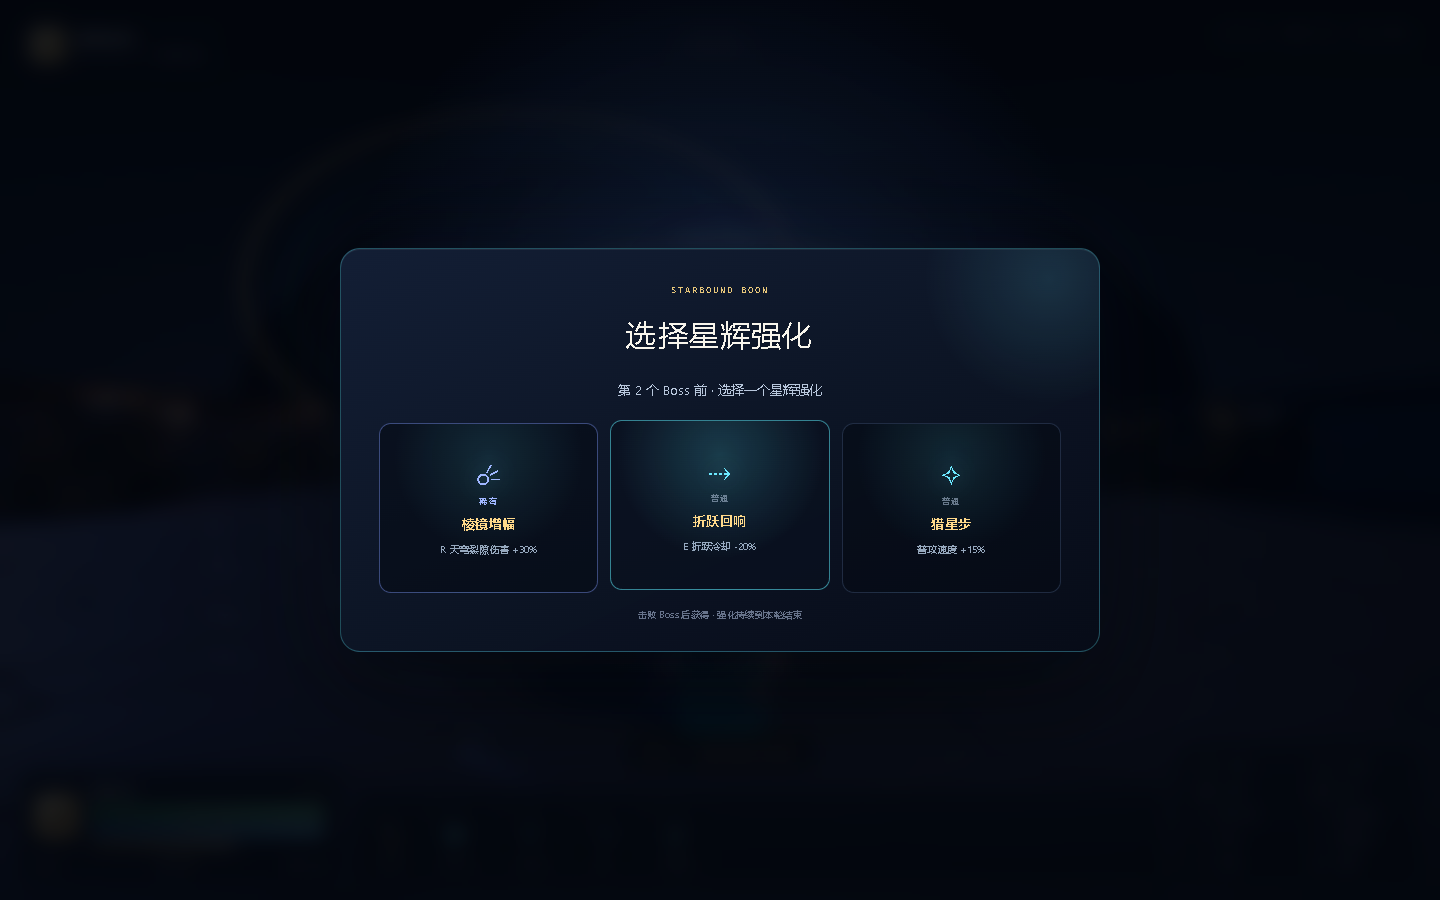 STARBOUND BOON
选择星辉强化
第 2 个 Boss 前 · 选择一个星辉强化
稀有
棱镜增幅
R 天穹裂隙伤害 +30%
普通
折跃回响
E 折跃冷却 -20%
普通
猎星步
普攻速度 +15%
击败 Boss 后获得 · 强化持续到本轮结束